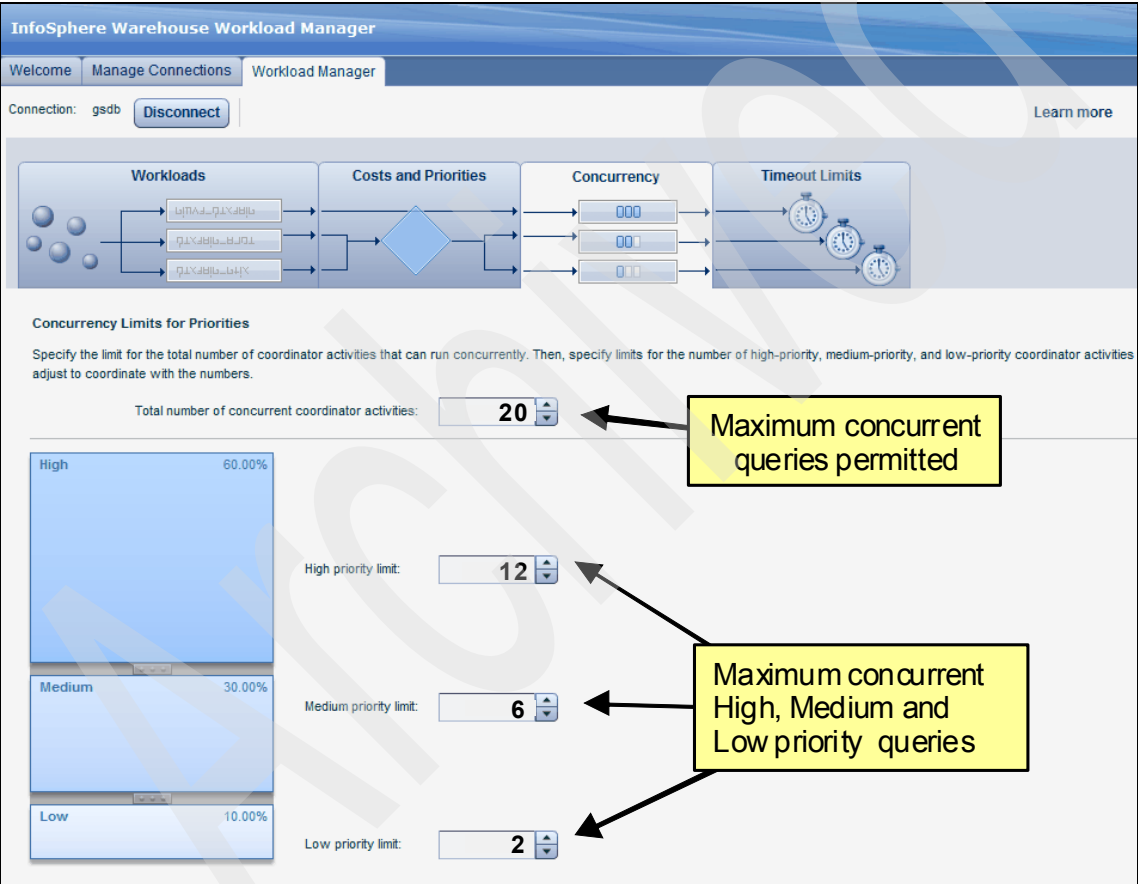 InfoSphere Warehouse Workload Manager
Welcome Manage Connections Workload Manager
Connection: gsdb Disconnect Learn more
Workloads Costs and Priorities Concurrency Timeout Limits
Concurrency Limits for Priorities
Specify the limit for the total number of coordinator activities that can run concurrently. Then, specify limits for the number of high-priority, medium-priority, and low-priority coordinator activities
adjust to coordinate with the numbers.
Total number of concurrent coordinator activities: 20
Maximum concurrent
queries permitted
High 60.00%
High priority limit: 12
Maximum concurrent
High, Medium and
Low priority queries
Medium 30.00%
Medium priority limit: 6
Low 10.00%
Low priority limit: 2
Archived